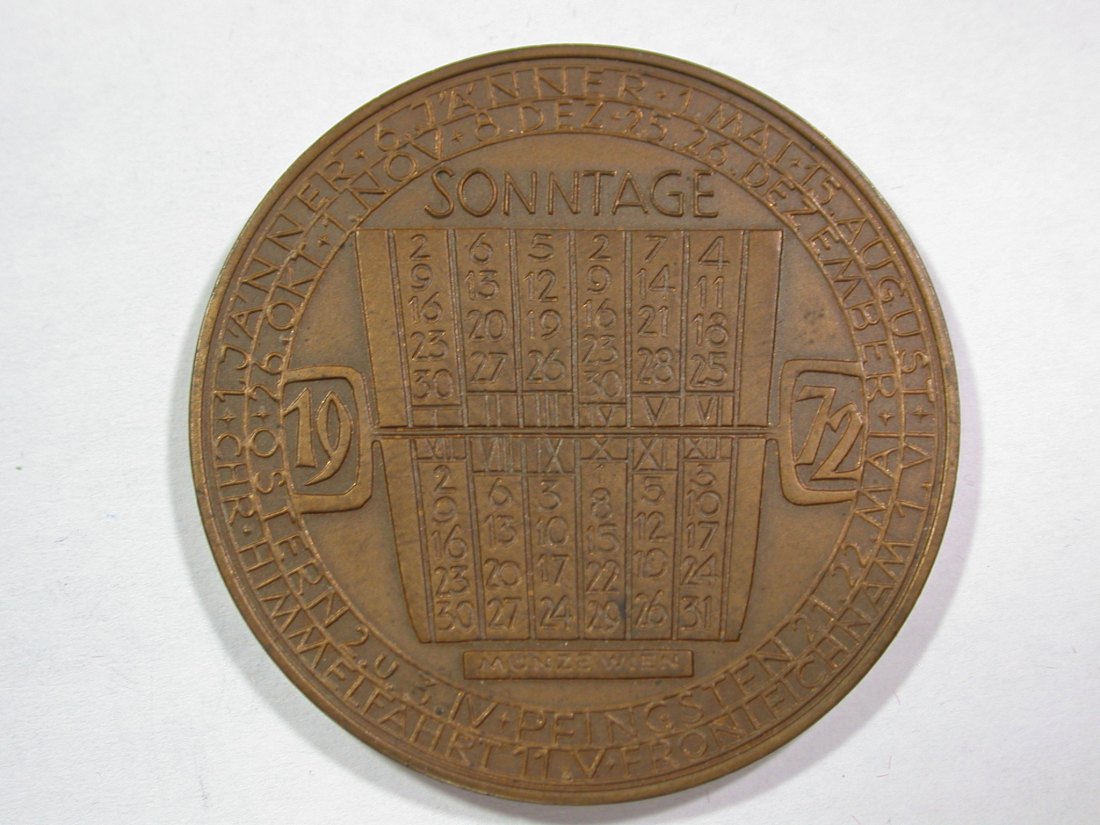 1.JÄNNER + 6.JÄNNER · 1.MAI · 15.AUGUST
CHR·HIMMELFAHRT 11.V·FRONLEICHNAM 1.VI
26.OKT · 1.NOV + 8 DEZ · 25.26.DEZEMBER
OSTERN 2.U 3.IV · PFINGSTEN 21.22.MAI
SONNTAGE
2 6 5 2 7 4
9 13 12 9 14 11
16 20 19 16 21 18
23 27 26 23 28 25
30 30
I II III IV V VI
19 72
VII VIII IX X XI XII
2 1 3
9 6 3 8 5 10
16 13 10 15 12 17
23 20 17 22 19 24
30 27 24 29 26 31
MÜNZE WIEN